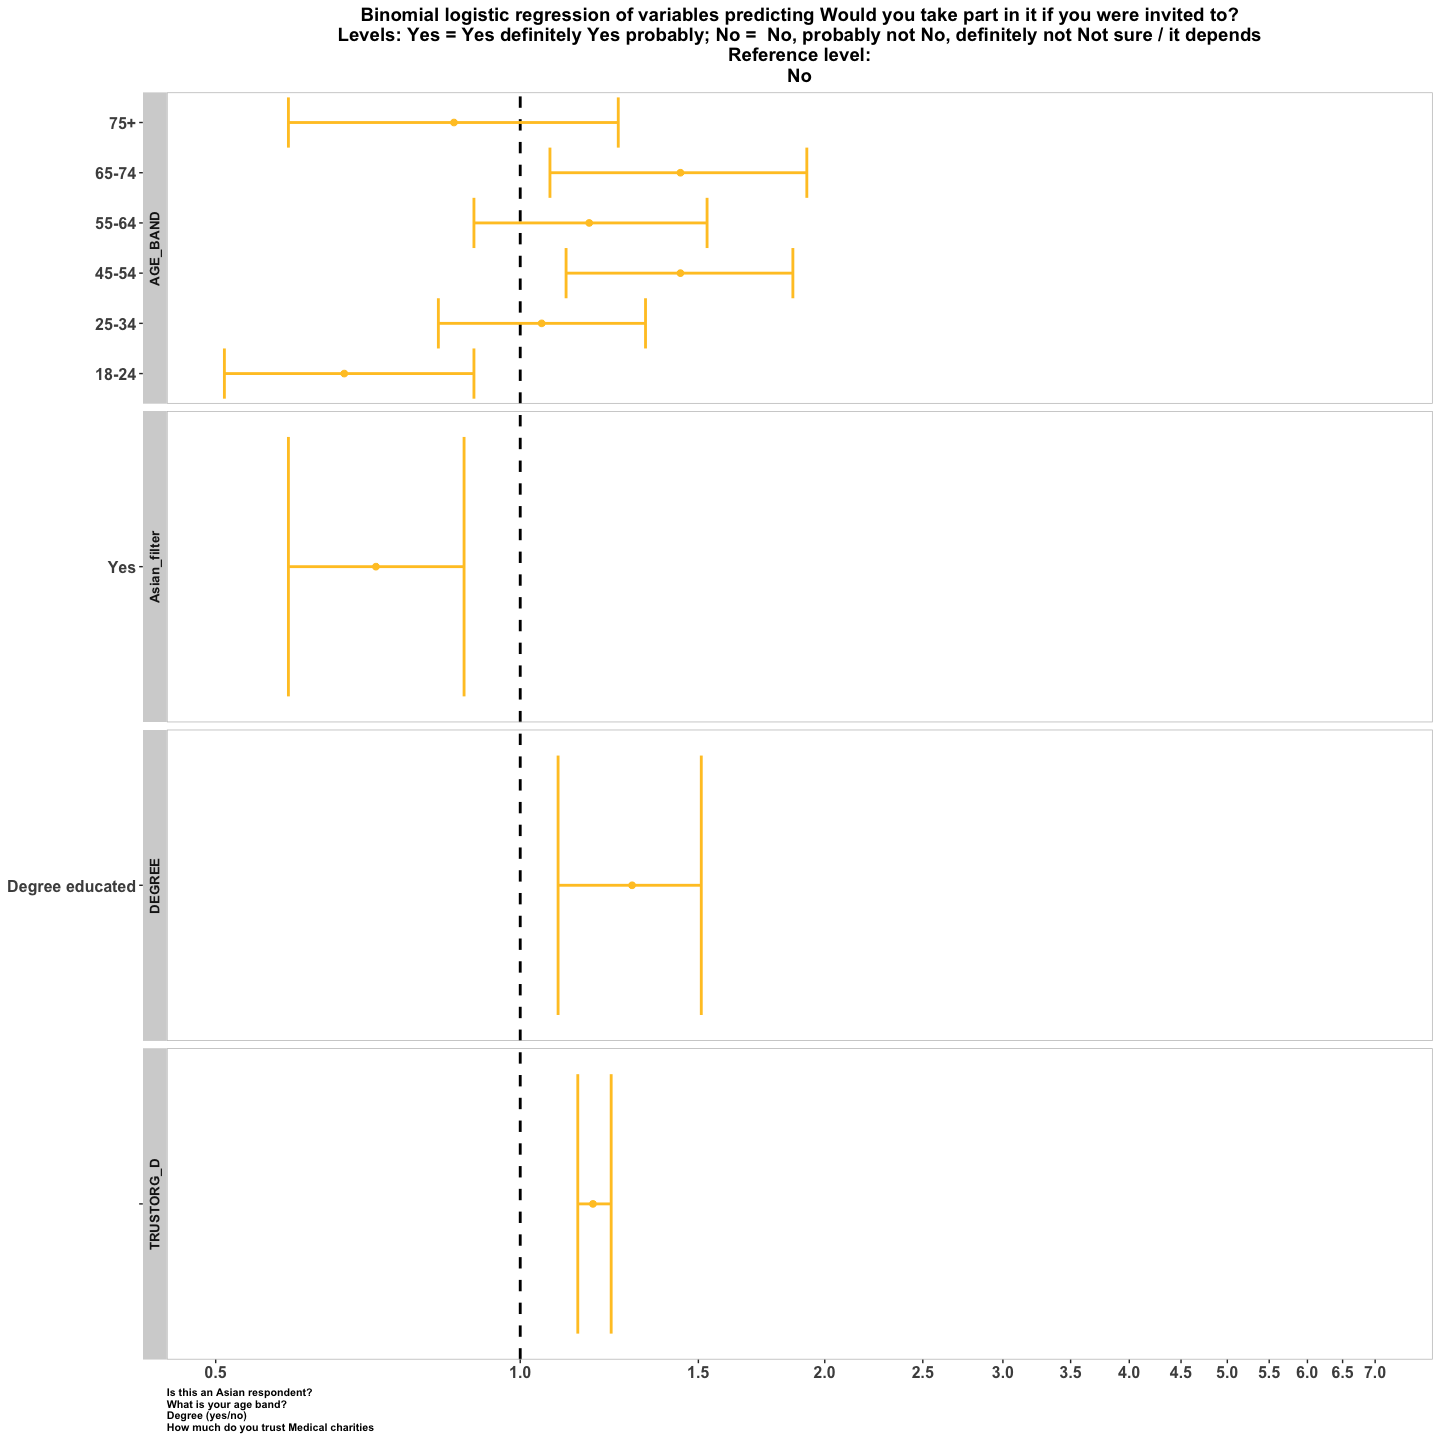 Binomial logistic regression of variables predicting Would you take part in it if you were invited to?
Levels: Yes = Yes definitely Yes probably; No =  No, probably not No, definitely not Not sure / it depends
Reference level:
No
75+
65-74
55-64
45-54
25-34
18-24
AGE_BAND
Yes
Asian_filter
Degree educated
DEGREE
TRUSTORG_D
0.5 1.0 1.5 2.0 2.5 3.0 3.5 4.0 4.5 5.0 5.5 6.0 6.5 7.0
Is this an Asian respondent?
What is your age band?
Degree (yes/no)
How much do you trust Medical charities